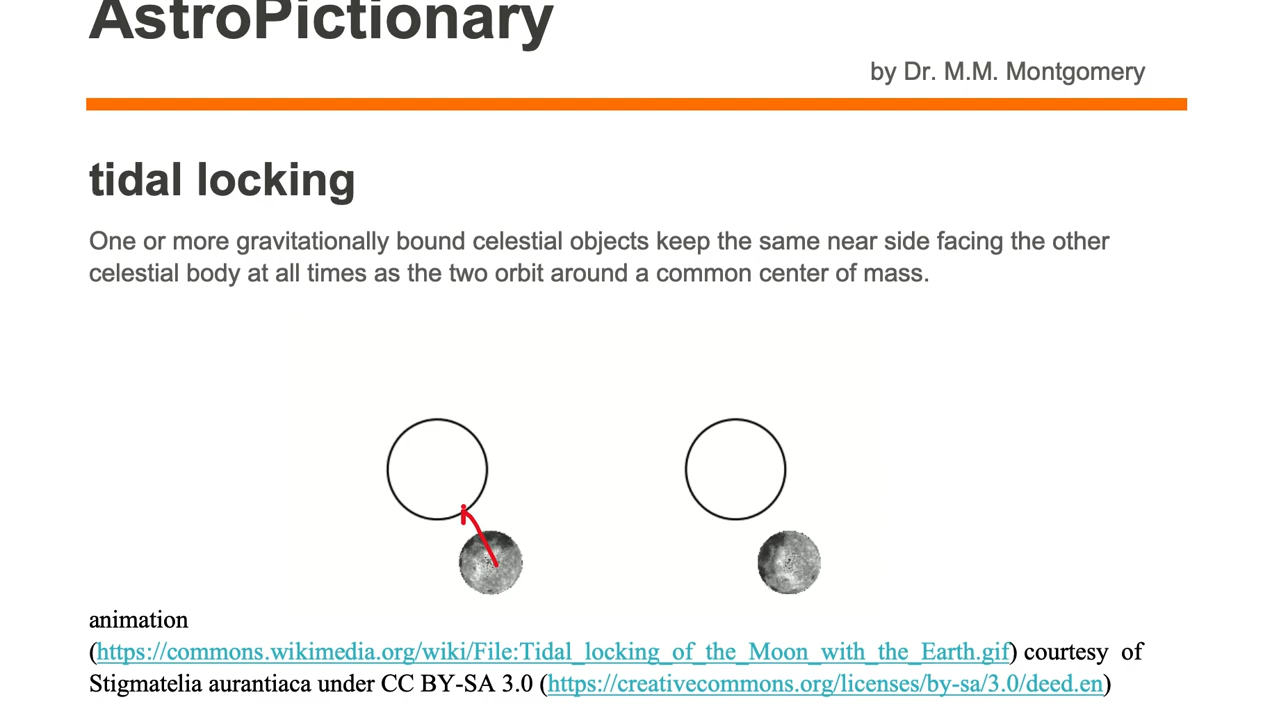 AstroPictionary
by Dr. M.M. Montgomery
tidal locking
One or more gravitationally bound celestial objects keep the same near side facing the other
celestial body at all times as the two orbit around a common center of mass.
animation
(https://commons.wikimedia.org/wiki/File:Tidal_locking_of_the_Moon_with_the_Earth.gif) courtesy of
Stigmatelia aurantiaca under CC BY-SA 3.0 (https://creativecommons.org/licenses/by-sa/3.0/deed.en)